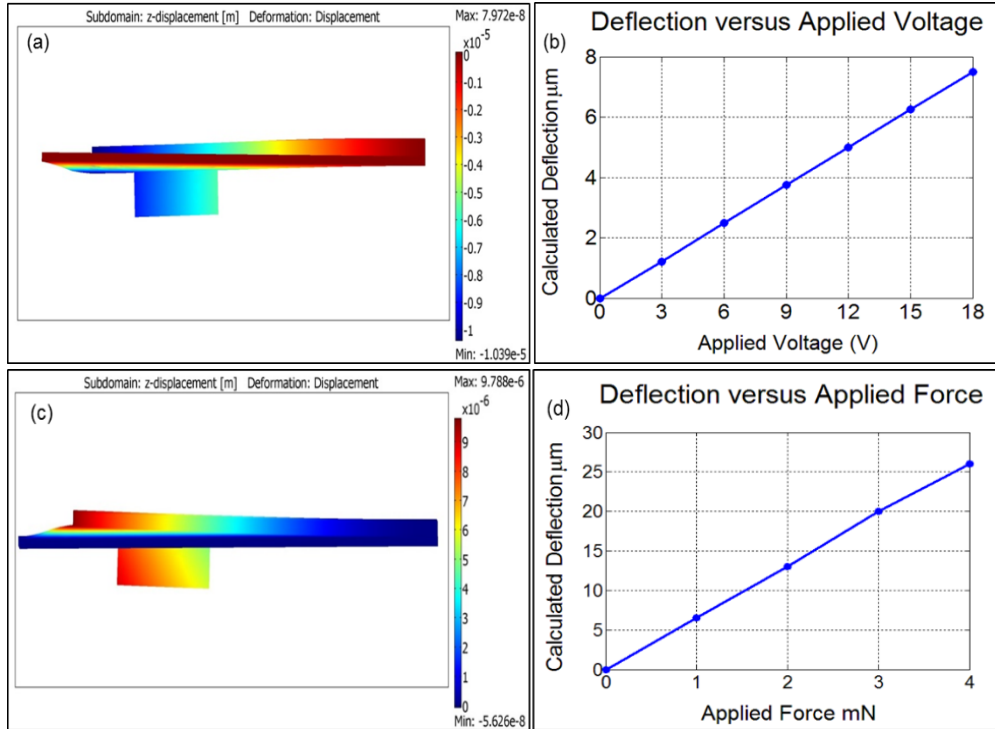 Subdomain: z-displacement [m] Deformation: Displacement
Max: 7.972e-8
(a)
x10^-5
0
-0.1
-0.2
-0.3
-0.4
-0.5
-0.6
-0.7
-0.8
-0.9
-1
Min: -1.039e-5
Deflection versus Applied Voltage
(b)
Calculated Deflection μm
8
6
4
2
0
0 3 6 9 12 15 18
Applied Voltage (V)
Subdomain: z-displacement [m] Deformation: Displacement
Max: 9.788e-6
(c)
x10^-6
9
8
7
6
5
4
3
2
1
0
Min: -5.626e-8
Deflection versus Applied Force
(d)
Calculated Deflection μm
30
25
20
15
10
5
0
0 1 2 3 4
Applied Force mN